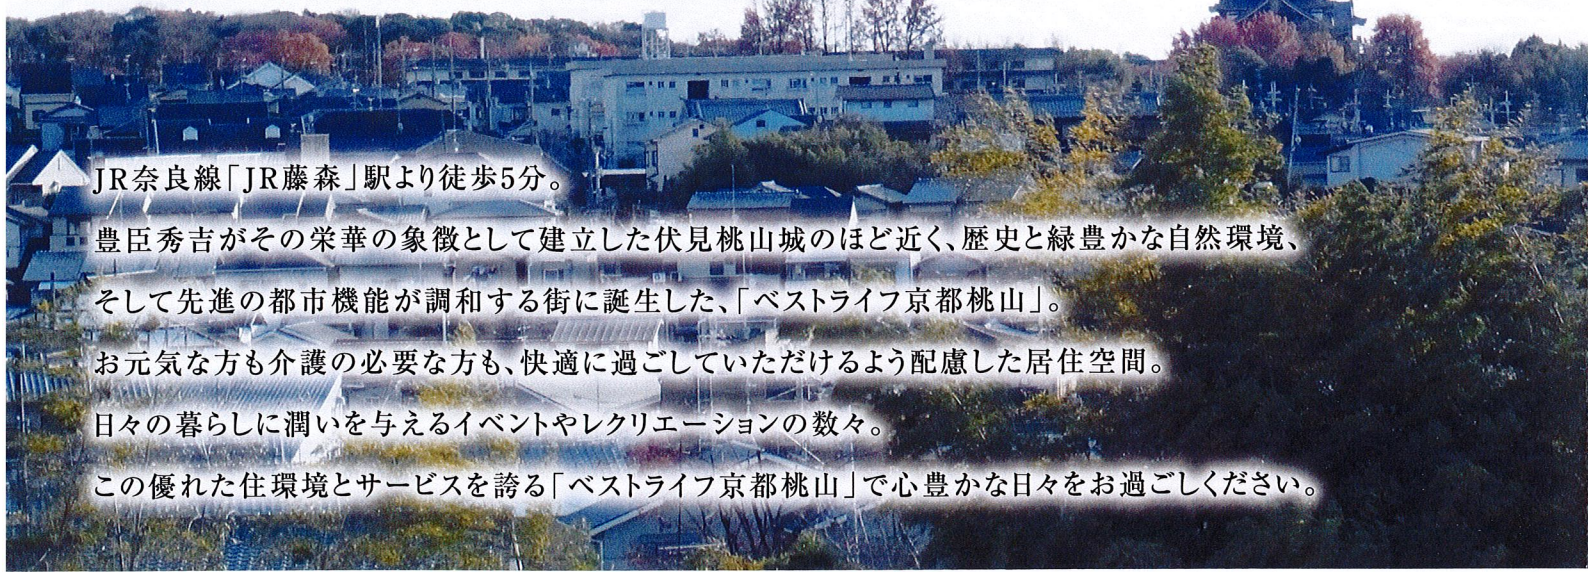 JR奈良線「JR藤森」駅より徒歩5分。
豊臣秀吉がその栄華の象徴として建立した伏見桃山城のほど近く、歴史と緑豊かな自然環境、
そして先進の都市機能が調和する街に誕生した、「ベストライフ京都桃山」。
お元気な方も介護の必要な方も、快適に過ごしていただけるよう配慮した居住空間。
日々の暮らしに潤いを与えるイベントやレクリエーションの数々。
この優れた住環境とサービスを誇る「ベストライフ京都桃山」で心豊かな日々をお過ごしください。